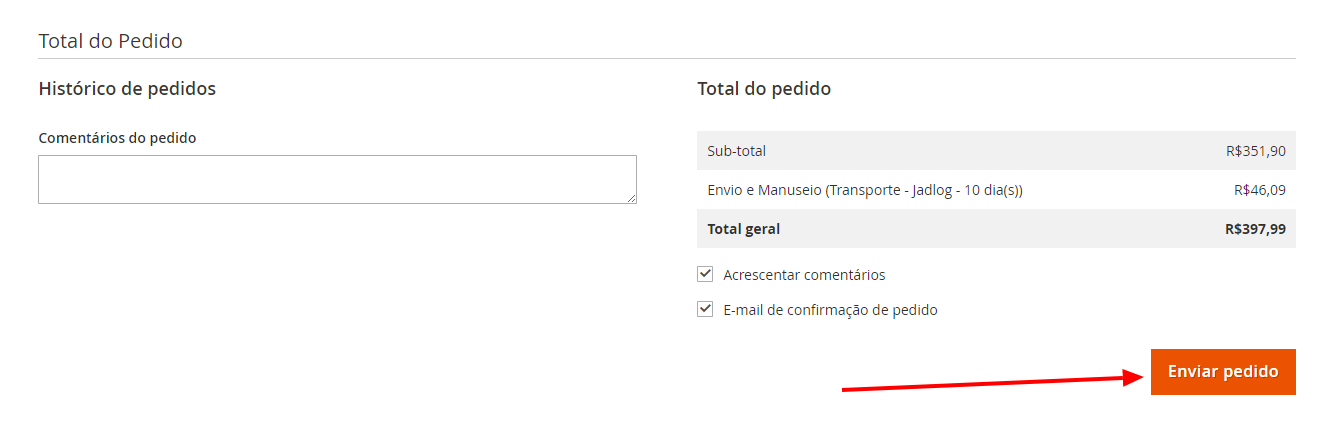 Total do Pedido
Histórico de pedidos
Comentários do pedido
Total do pedido
Sub-total R$351,90
Envio e Manuseio (Transporte - Jadlog - 10 dia(s)) R$46,09
Total geral R$397,99
Acrescentar comentários
E-mail de confirmação de pedido
Enviar pedido